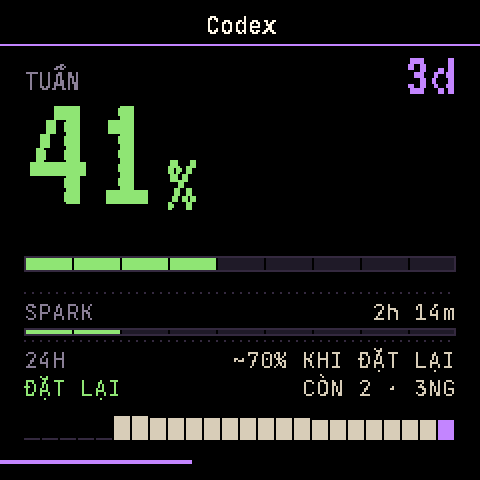 Codex
TUẦN 3d
41%
SPARK 2h 14m
24H ~70% KHI ĐẶT LẠI
ĐẶT LẠI CÒN 2 · 3NG